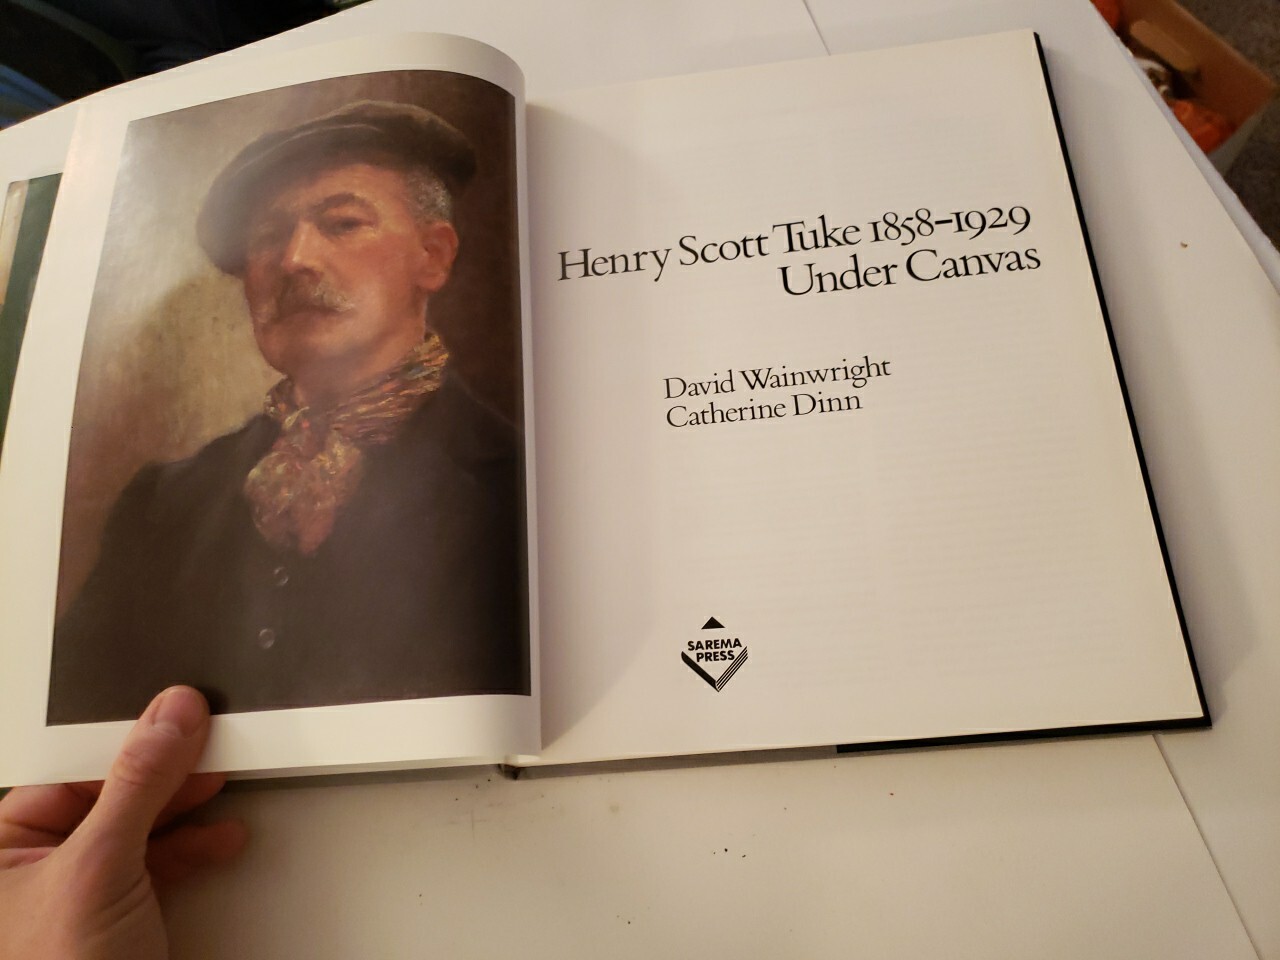 Henry Scott Tuke 1858–1929
Under Canvas
David Wainwright
Catherine Dinn
SAREMA
PRESS